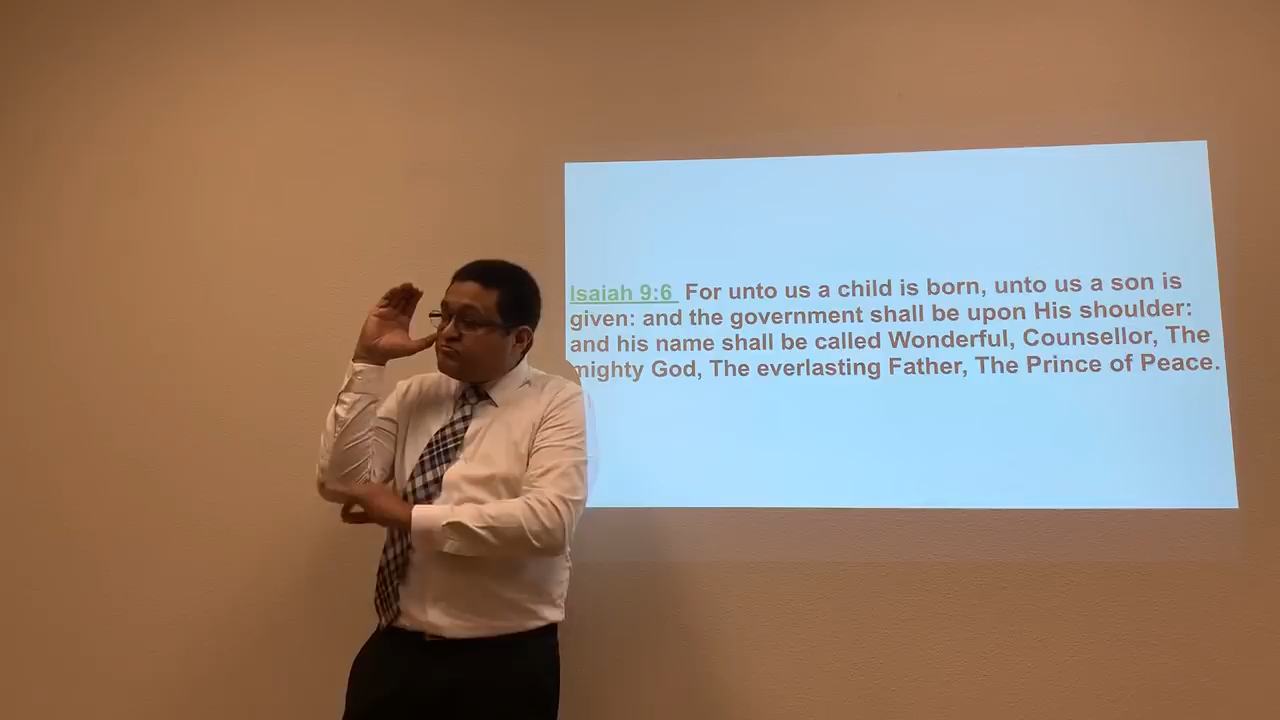 Isaiah 9:6 For unto us a child is born, unto us a son is
given: and the government shall be upon His shoulder:
and his name shall be called Wonderful, Counsellor, The
mighty God, The everlasting Father, The Prince of Peace.